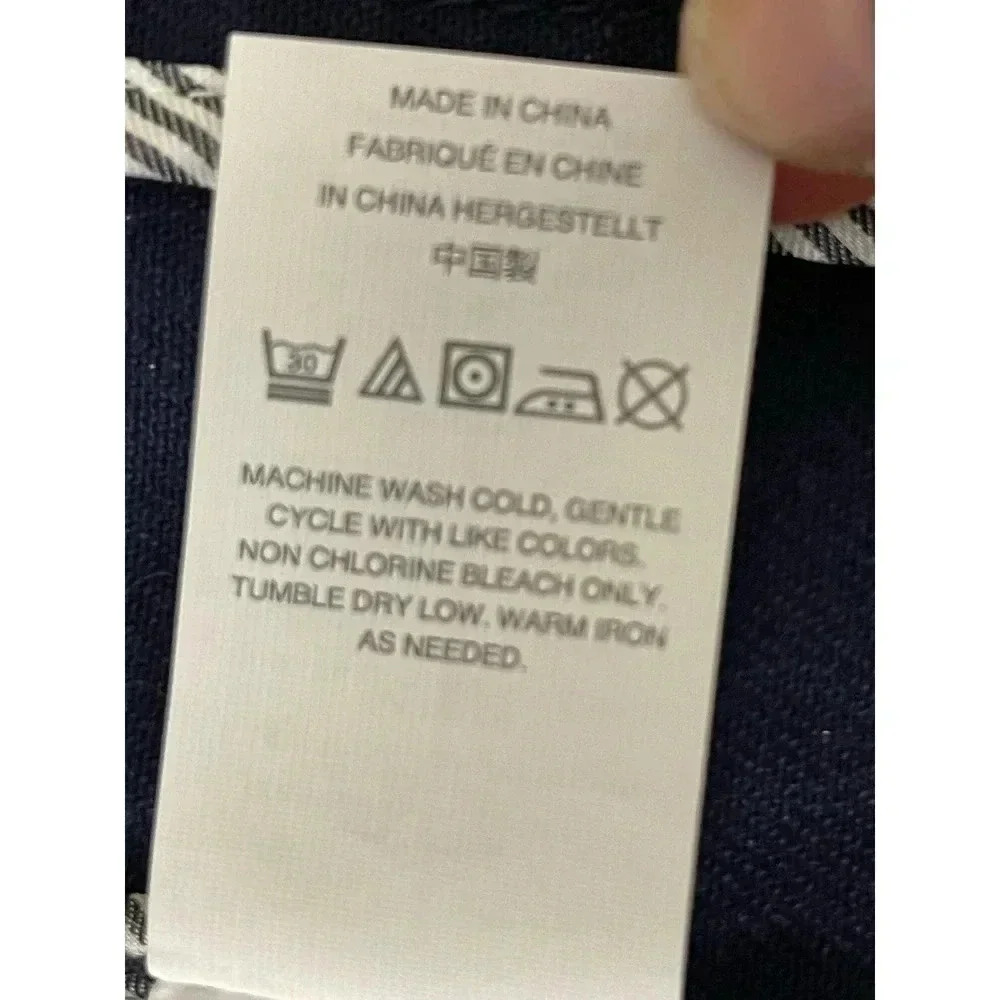 MADE IN CHINA
FABRIQUÉ EN CHINE
IN CHINA HERGESTELLT
中国製
30
MACHINE WASH COLD, GENTLE
CYCLE WITH LIKE COLORS.
NON CHLORINE BLEACH ONLY.
TUMBLE DRY LOW. WARM IRON
AS NEEDED.